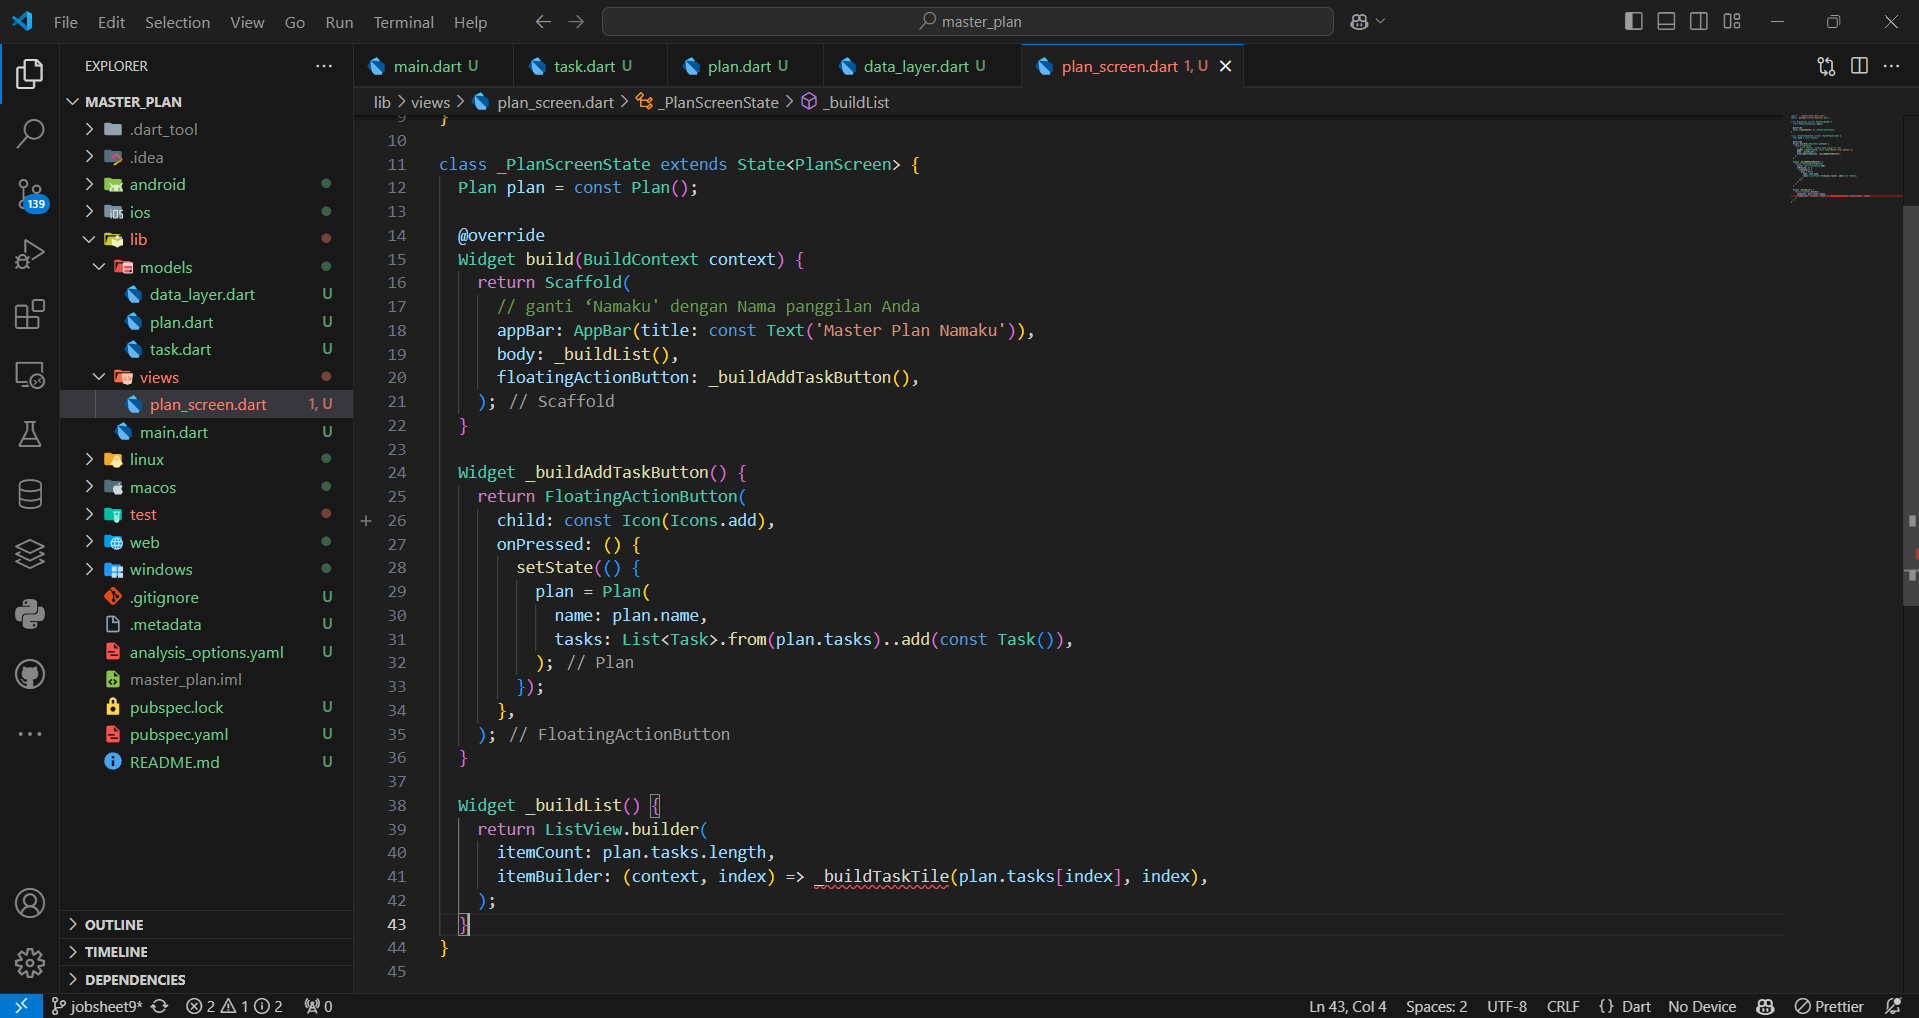 File Edit Selection View Go Run Terminal Help
master_plan
EXPLORER
MASTER_PLAN
.dart_tool
.idea
android
ios
lib
models
data_layer.dart U
plan.dart U
task.dart U
views
plan_screen.dart 1, U
main.dart U
linux
macos
test
web
windows
.gitignore U
.metadata U
analysis_options.yaml U
master_plan.iml
pubspec.lock U
pubspec.yaml U
README.md U
OUTLINE
TIMELINE
DEPENDENCIES
139
main.dart U task.dart U plan.dart U data_layer.dart U plan_screen.dart 1, U
lib > views > plan_screen.dart > _PlanScreenState > _buildList
9 }
10
11 class _PlanScreenState extends State<PlanScreen> {
12 Plan plan = const Plan();
13
14 @override
15 Widget build(BuildContext context) {
16 return Scaffold(
17 // ganti ‘Namaku' dengan Nama panggilan Anda
18 appBar: AppBar(title: const Text('Master Plan Namaku')),
19 body: _buildList(),
20 floatingActionButton: _buildAddTaskButton(),
21 ); // Scaffold
22 }
23
24 Widget _buildAddTaskButton() {
25 return FloatingActionButton(
26 child: const Icon(Icons.add),
27 onPressed: () {
28 setState(() {
29 plan = Plan(
30 name: plan.name,
31 tasks: List<Task>.from(plan.tasks)..add(const Task()),
32 ); // Plan
33 });
34 },
35 ); // FloatingActionButton
36 }
37
38 Widget _buildList() {
39 return ListView.builder(
40 itemCount: plan.tasks.length,
41 itemBuilder: (context, index) => _buildTaskTile(plan.tasks[index], index),
42 );
43 }
44 }
45
jobsheet9* 2 1 2 0 Ln 43, Col 4 Spaces: 2 UTF-8 CRLF {} Dart No Device Prettier